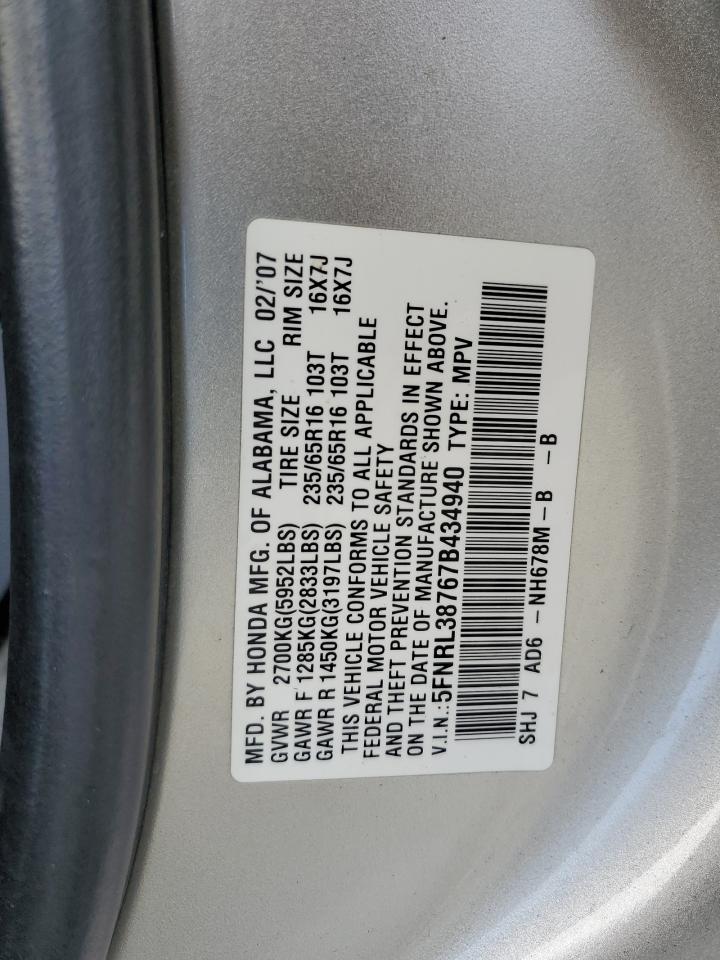 MFD. BY HONDA MFG. OF ALABAMA, LLC 02/'07
GVWR 2700KG(5952LBS) TIRE SIZE RIM SIZE
GAWR F 1285KG(2833LBS) 235/65R16 103T 16X7J
GAWR R 1450KG(3197LBS) 235/65R16 103T 16X7J
THIS VEHICLE CONFORMS TO ALL APPLICABLE
FEDERAL MOTOR VEHICLE SAFETY
AND THEFT PREVENTION STANDARDS IN EFFECT
ON THE DATE OF MANUFACTURE SHOWN ABOVE.
V.I.N.:5FNRL38767B434940 TYPE: MPV
SHJ 7 AD6 -NH678M-B -B